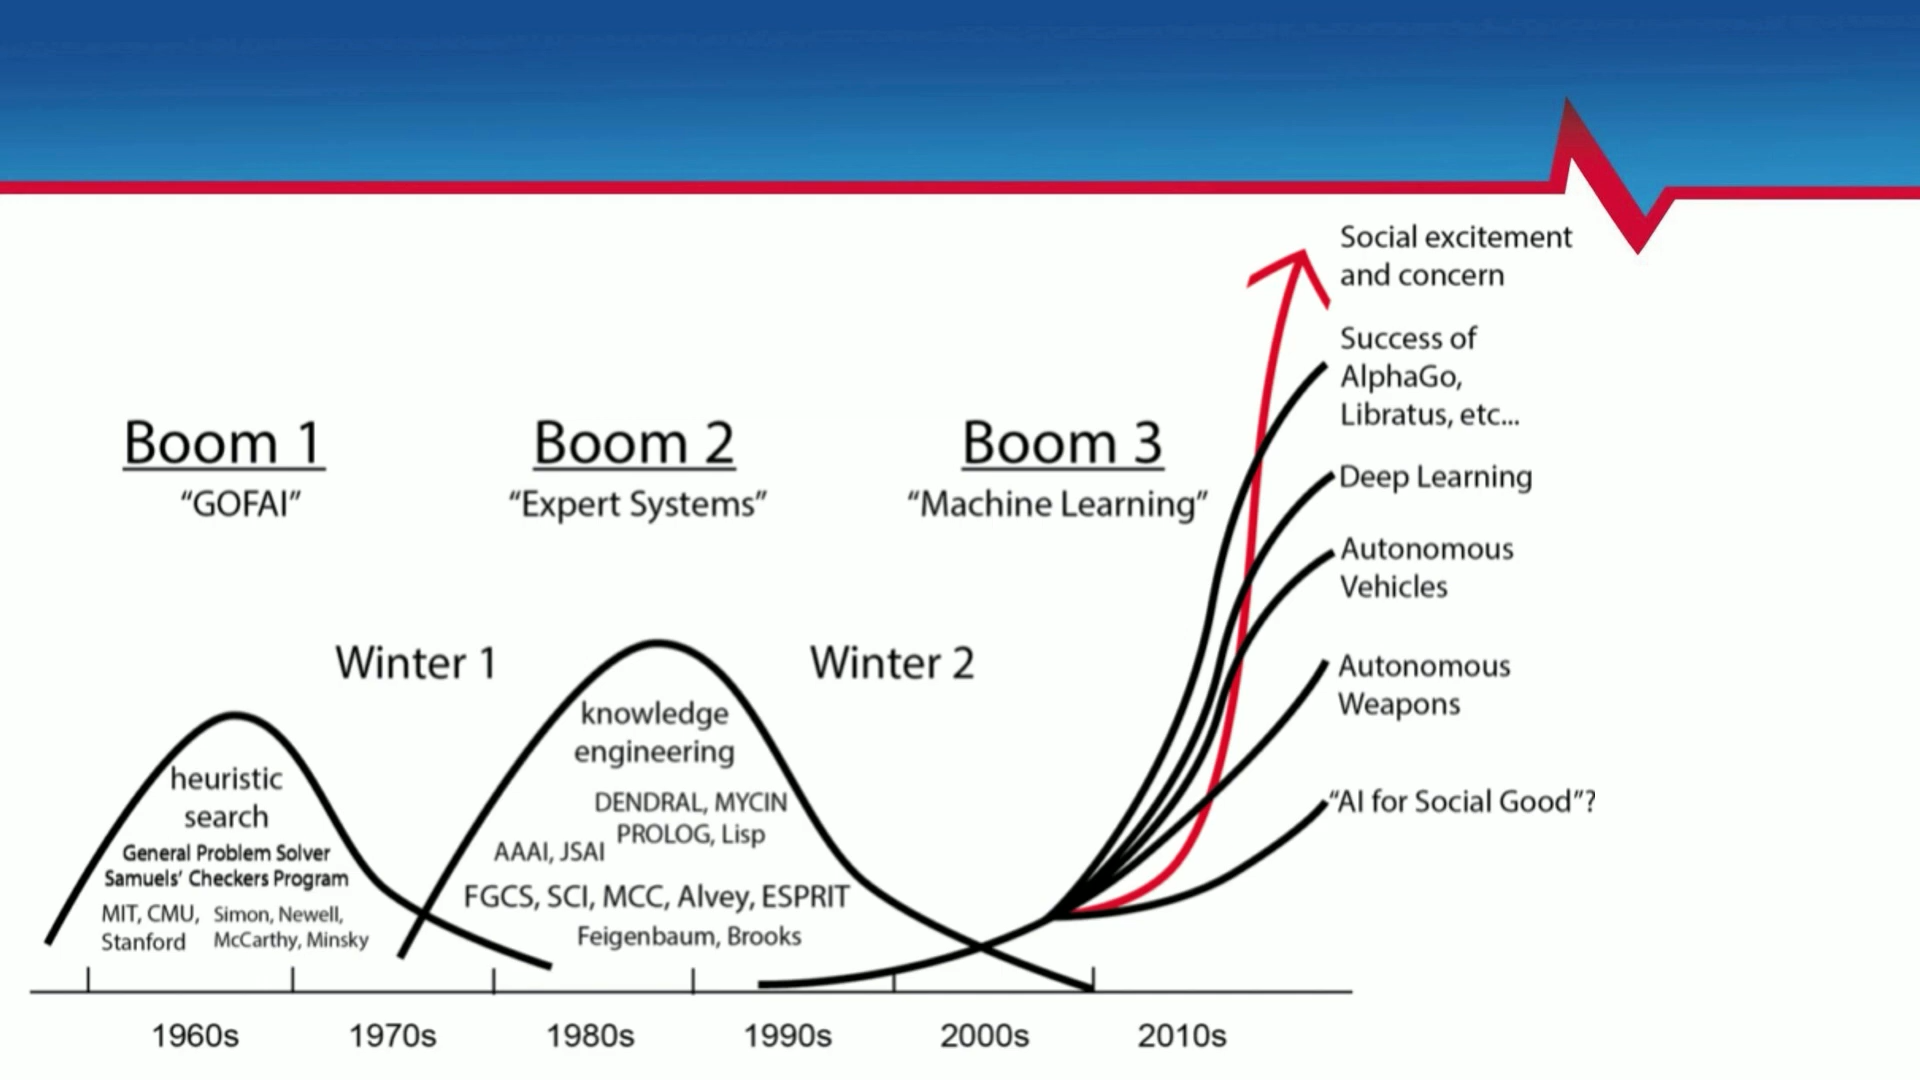 Social excitement
and concern
Success of
AlphaGo,
Libratus, etc...
Deep Learning
Autonomous
Vehicles
Autonomous
Weapons
“AI for Social Good”?
Boom 1
“GOFAI”
Boom 2
“Expert Systems”
Boom 3
“Machine Learning”
Winter 1
Winter 2
heuristic
search
General Problem Solver
Samuels’ Checkers Program
MIT, CMU,
Stanford
Simon, Newell,
McCarthy, Minsky
knowledge
engineering
DENDRAL, MYCIN
PROLOG, Lisp
AAAI, JSAI
FGCS, SCI, MCC, Alvey, ESPRIT
Feigenbaum, Brooks
1960s 1970s 1980s 1990s 2000s 2010s